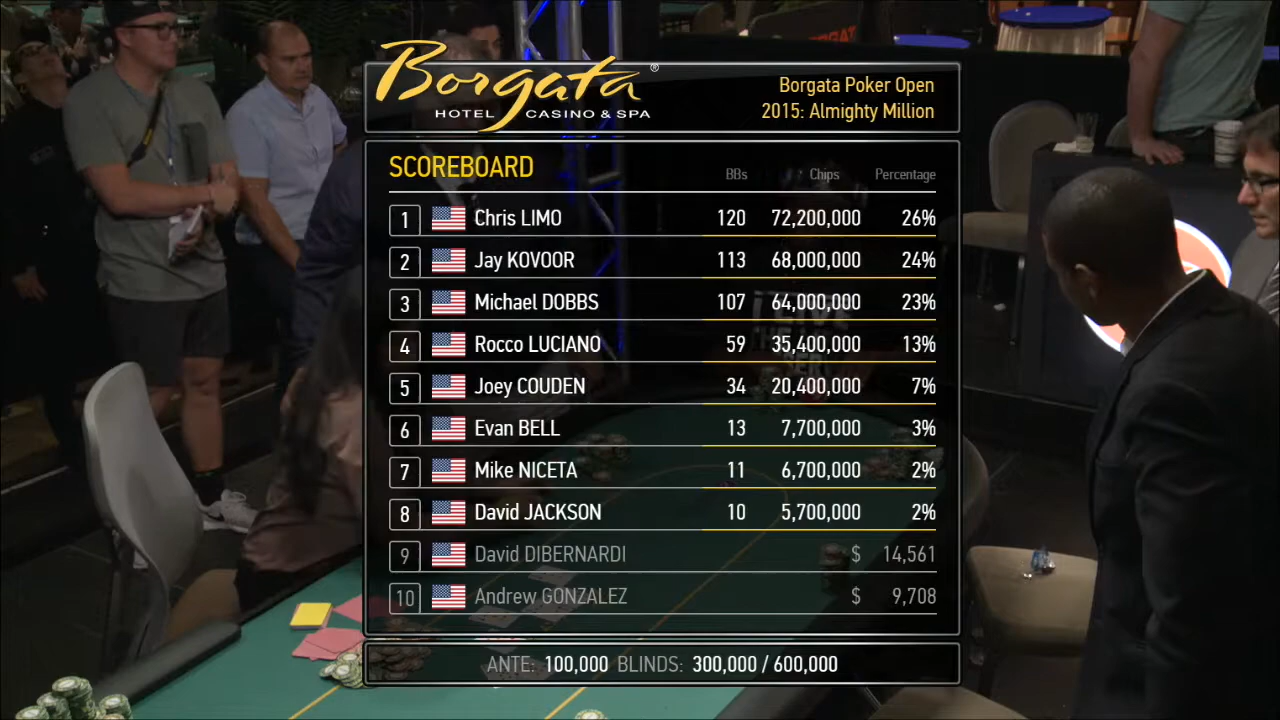 Borgata®
HOTEL CASINO & SPA
Borgata Poker Open
2015: Almighty Million
SCOREBOARD BBs Chips Percentage
1 Chris LIMO 120 72,200,000 26%
2 Jay KOVOOR 113 68,000,000 24%
3 Michael DOBBS 107 64,000,000 23%
4 Rocco LUCIANO 59 35,400,000 13%
5 Joey COUDEN 34 20,400,000 7%
6 Evan BELL 13 7,700,000 3%
7 Mike NICETA 11 6,700,000 2%
8 David JACKSON 10 5,700,000 2%
9 David DIBERNARDI $ 14,561
10 Andrew GONZALEZ $ 9,708
ANTE: 100,000 BLINDS: 300,000 / 600,000